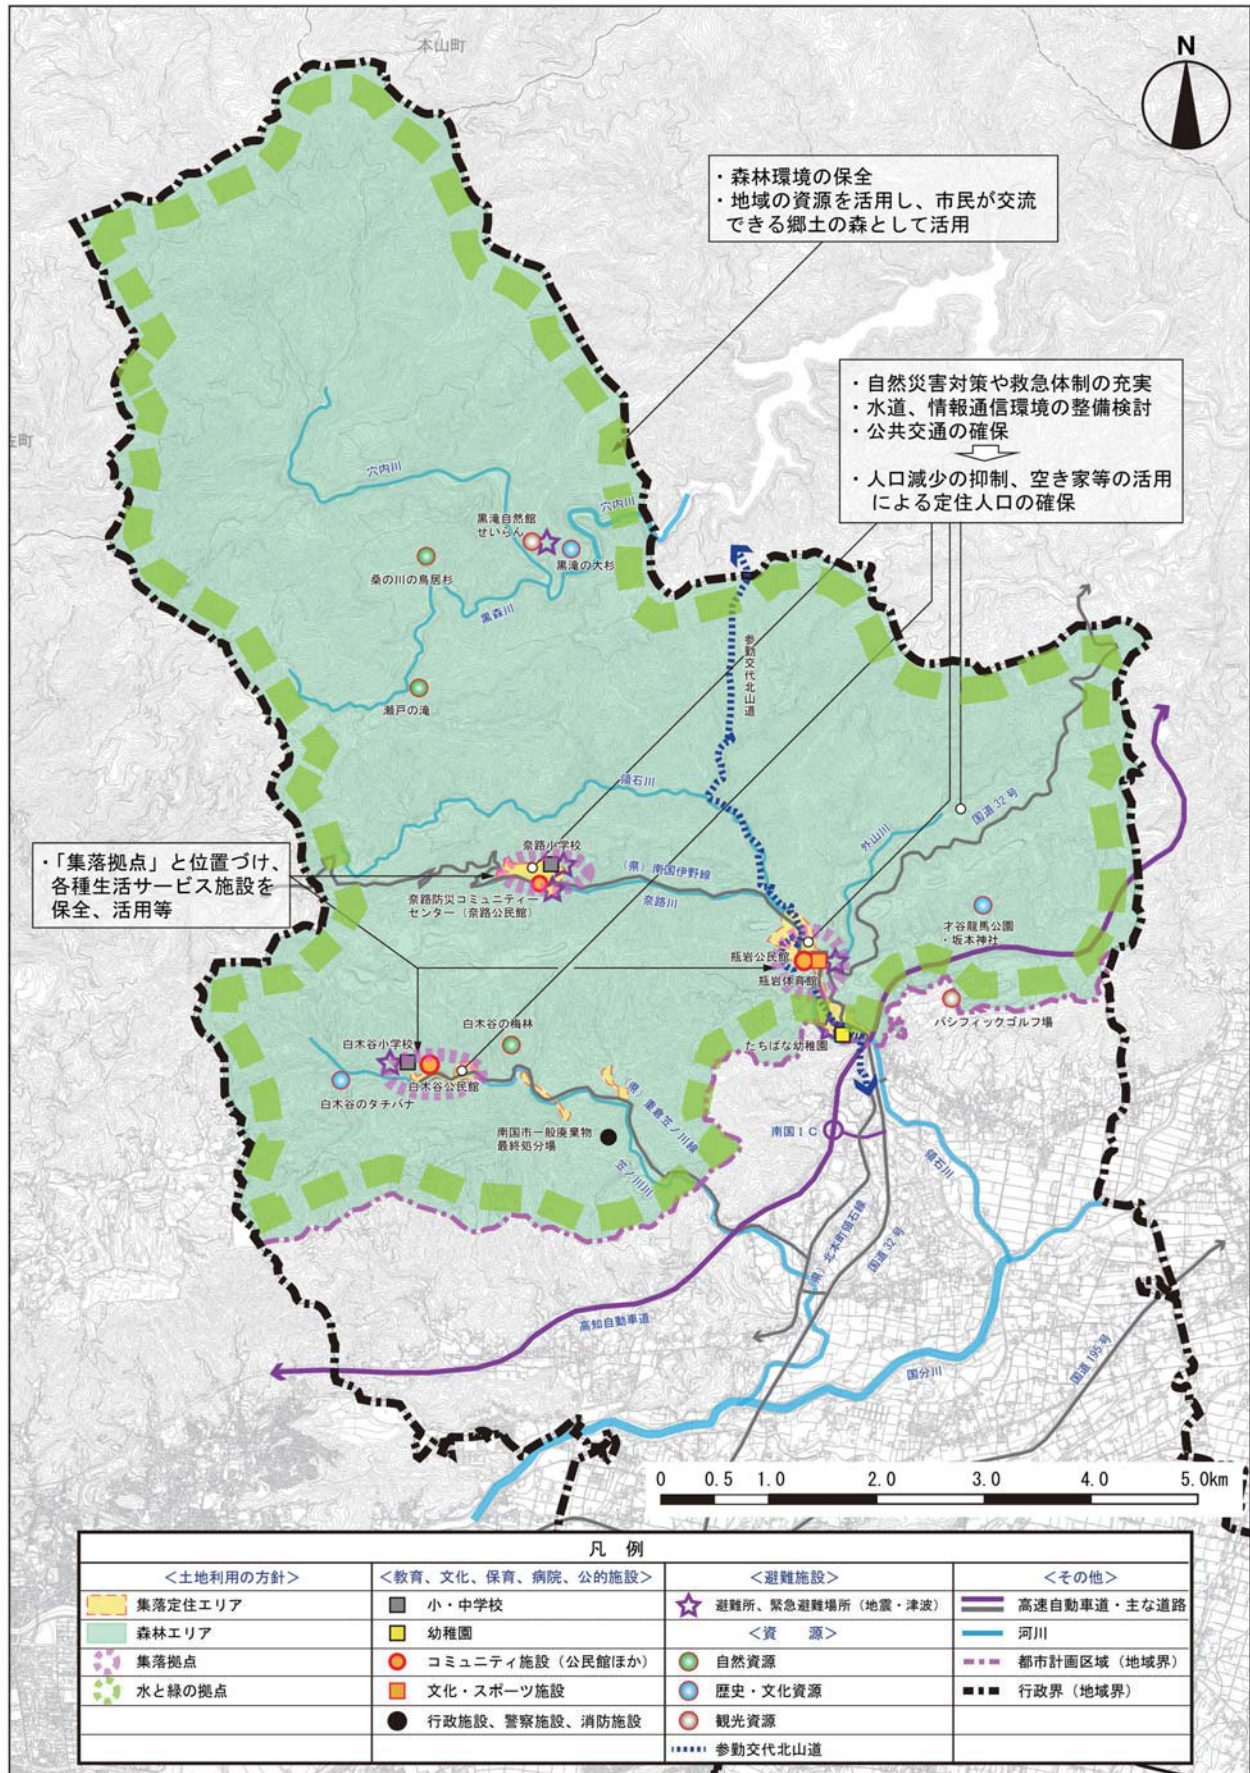 本山町
N
・森林環境の保全
・地域の資源を活用し、市民が交流
できる郷土の森として活用
・自然災害対策や救急体制の充実
・水道、情報通信環境の整備検討
・公共交通の確保
・人口減少の抑制、空き家等の活用
による定住人口の確保
町
穴内川
黒滝自然館
せいらん
穴内川
黒滝の大杉
桑の川の鳥居杉
黒森川
瀬戸の滝
参勤交代北山道
領石川
国道32号
外山川
・「集落拠点」と位置づけ、
各種生活サービス施設を
保全、活用等
奈路小学校
（県）南国伊野線
奈路防災コミュニティー
センター（奈路公民館）
奈路川
才谷龍馬公園
・坂本神社
瓶岩公民館
瓶岩体育館
パシフィックゴルフ場
白木谷の梅林
白木谷小学校
たちばな幼稚園
白木谷公民館
白木谷のタチバナ
（県）重倉笠ノ川線
南国市一般廃棄物
最終処分場
南国IC
笠ノ川川
領石川
（県）北本町領石線
国道32号
高知自動車道
国道195号
国分川
0 0.5 1.0 2.0 3.0 4.0 5.0km
凡 例
＜土地利用の方針＞
集落定住エリア
森林エリア
集落拠点
水と緑の拠点
＜教育、文化、保育、病院、公的施設＞
小・中学校
幼稚園
コミュニティ施設（公民館ほか）
文化・スポーツ施設
行政施設、警察施設、消防施設
＜避難施設＞
避難所、緊急避難場所（地震・津波）
＜資 源＞
自然資源
歴史・文化資源
観光資源
参勤交代北山道
＜その他＞
高速自動車道・主な道路
河川
都市計画区域（地域界）
行政界（地域界）